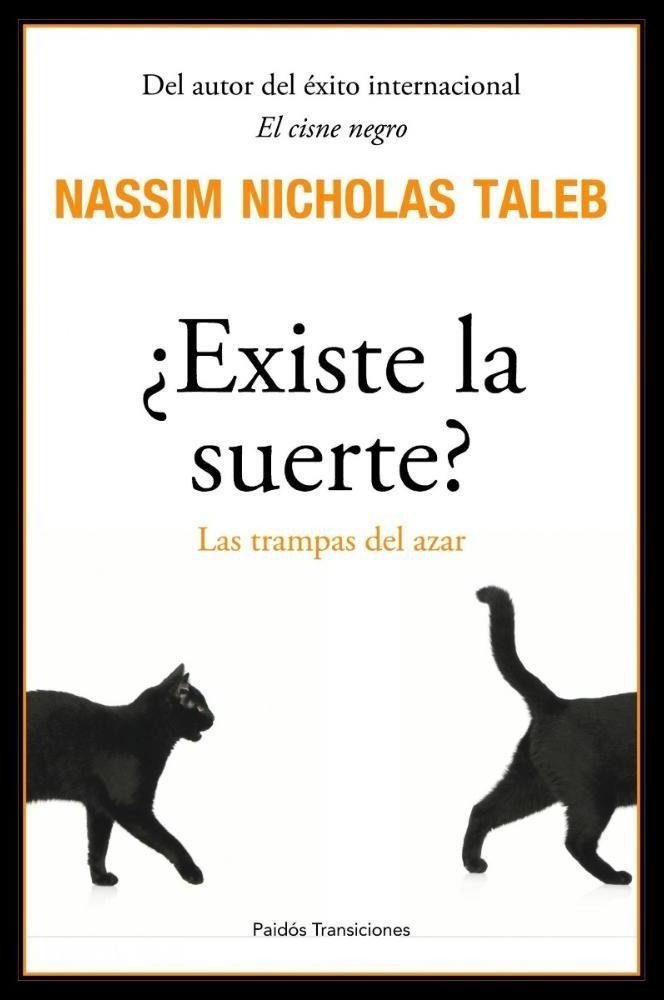 Del autor del éxito internacional
El cisne negro
NASSIM NICHOLAS TALEB
¿Existe la
suerte?
Las trampas del azar
Paidós Transiciones